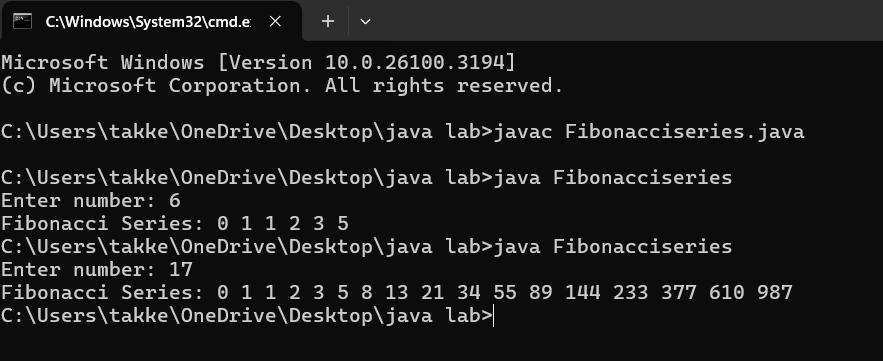 C:\Windows\System32\cmd.e
Microsoft Windows [Version 10.0.26100.3194]
(c) Microsoft Corporation. All rights reserved.
C:\Users\takke\OneDrive\Desktop\java lab>javac Fibonacciseries.java
C:\Users\takke\OneDrive\Desktop\java lab>java Fibonacciseries
Enter number: 6
Fibonacci Series: 0 1 1 2 3 5
C:\Users\takke\OneDrive\Desktop\java lab>java Fibonacciseries
Enter number: 17
Fibonacci Series: 0 1 1 2 3 5 8 13 21 34 55 89 144 233 377 610 987
C:\Users\takke\OneDrive\Desktop\java lab>